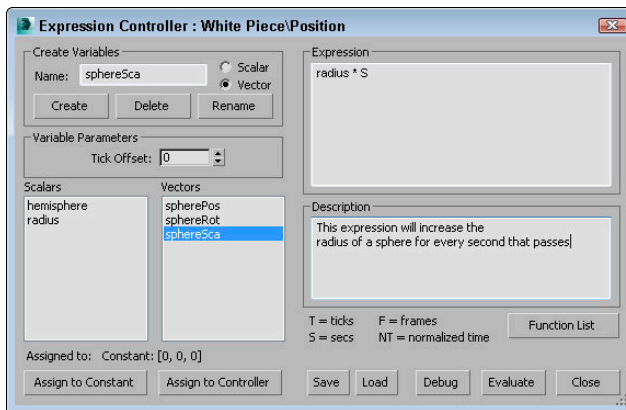 Expression Controller : White Piece\Position
Create Variables
Name: sphereSca
Scalar
Vector
Create Delete Rename
Variable Parameters
Tick Offset: 0
Scalars
hemisphere
radius
Vectors
spherePos
sphereRot
sphereSca
Assigned to: Constant: [0, 0, 0]
Assign to Constant Assign to Controller
Expression
radius * S
Description
This expression will increase the
radius of a sphere for every second that passes
T = ticks F = frames
S = secs NT = normalized time
Function List
Save Load Debug Evaluate Close